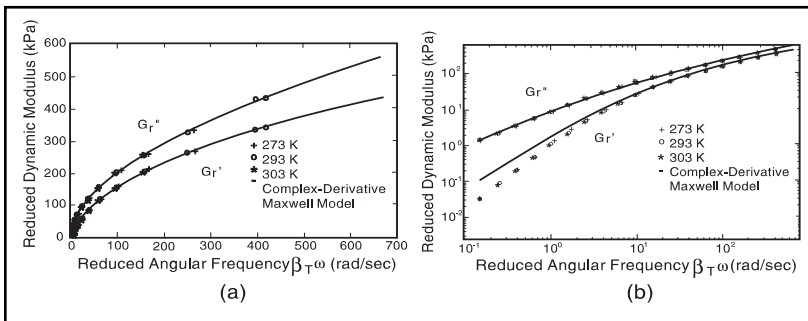 Reduced Dynamic Modulus (kPa)
600
500
400
300
200
100
0
0
100
200
300
400
500
600
700
Gr"
Gr'
+ 273 K
o 293 K
* 303 K
- Complex-Derivative
Maxwell Model
Reduced Angular Frequency βTω (rad/sec)
(a)
Reduced Dynamic Modulus (kPa)
10²
10¹
10⁰
10⁻¹
10⁻²
10⁻¹
10⁰
10¹
10²
Gr"
Gr'
+ 273 K
o 293 K
* 303 K
- Complex-Derivative
Maxwell Model
Reduced Angular Frequency βTω (rad/sec)
(b)